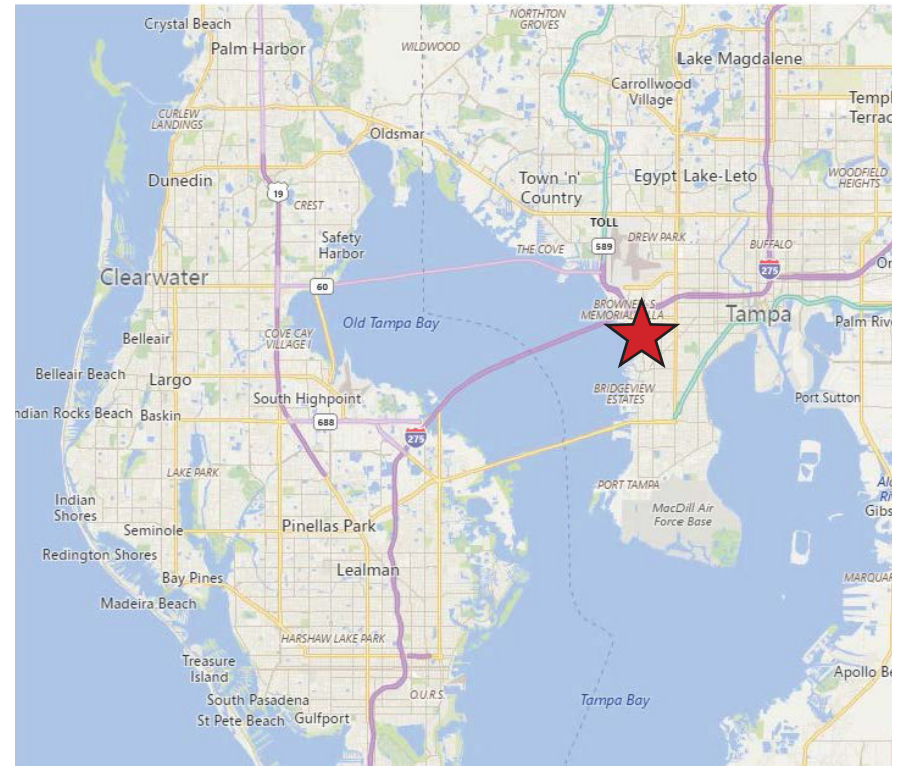 Crystal Beach
NORTHTON
GROVES
Palm Harbor
WILDWOOD
Lake Magdalene
Carrollwood
Village
Templ
Terrac
CURLEW
LANDINGS
Oldsmar
Dunedin
19
CREST
Town 'n'
Country
Egypt Lake-Leto
WOODFIELD
HEIGHTS
TOLL
589
DREW PARK
BUFFALO
Safety
Harbor
THE COVE
275
Or
Clearwater
60
Old Tampa Bay
MEMORIAL
Tampa
Palm Rive
Belleair
COVE CAY
VILLAGE I
Belleair Beach
Largo
South Highpoint
BRIDGEVIEW
ESTATES
Port Sutton
ndian Rocks Beach
Baskin
688
275
LAKE PARK
PORT TAMPA
Indian
Shores
MacDill Air
Force Base
Gibs
Seminole
Pinellas Park
Redington Shores
Lealman
Bay Pines
MARQUAR
Madeira Beach
HARSHAW LAKE PARK
Treasure
Island
Apollo Be
O.U.R.S.
South Pasadena
Tampa Bay
St Pete Beach
Gulfport